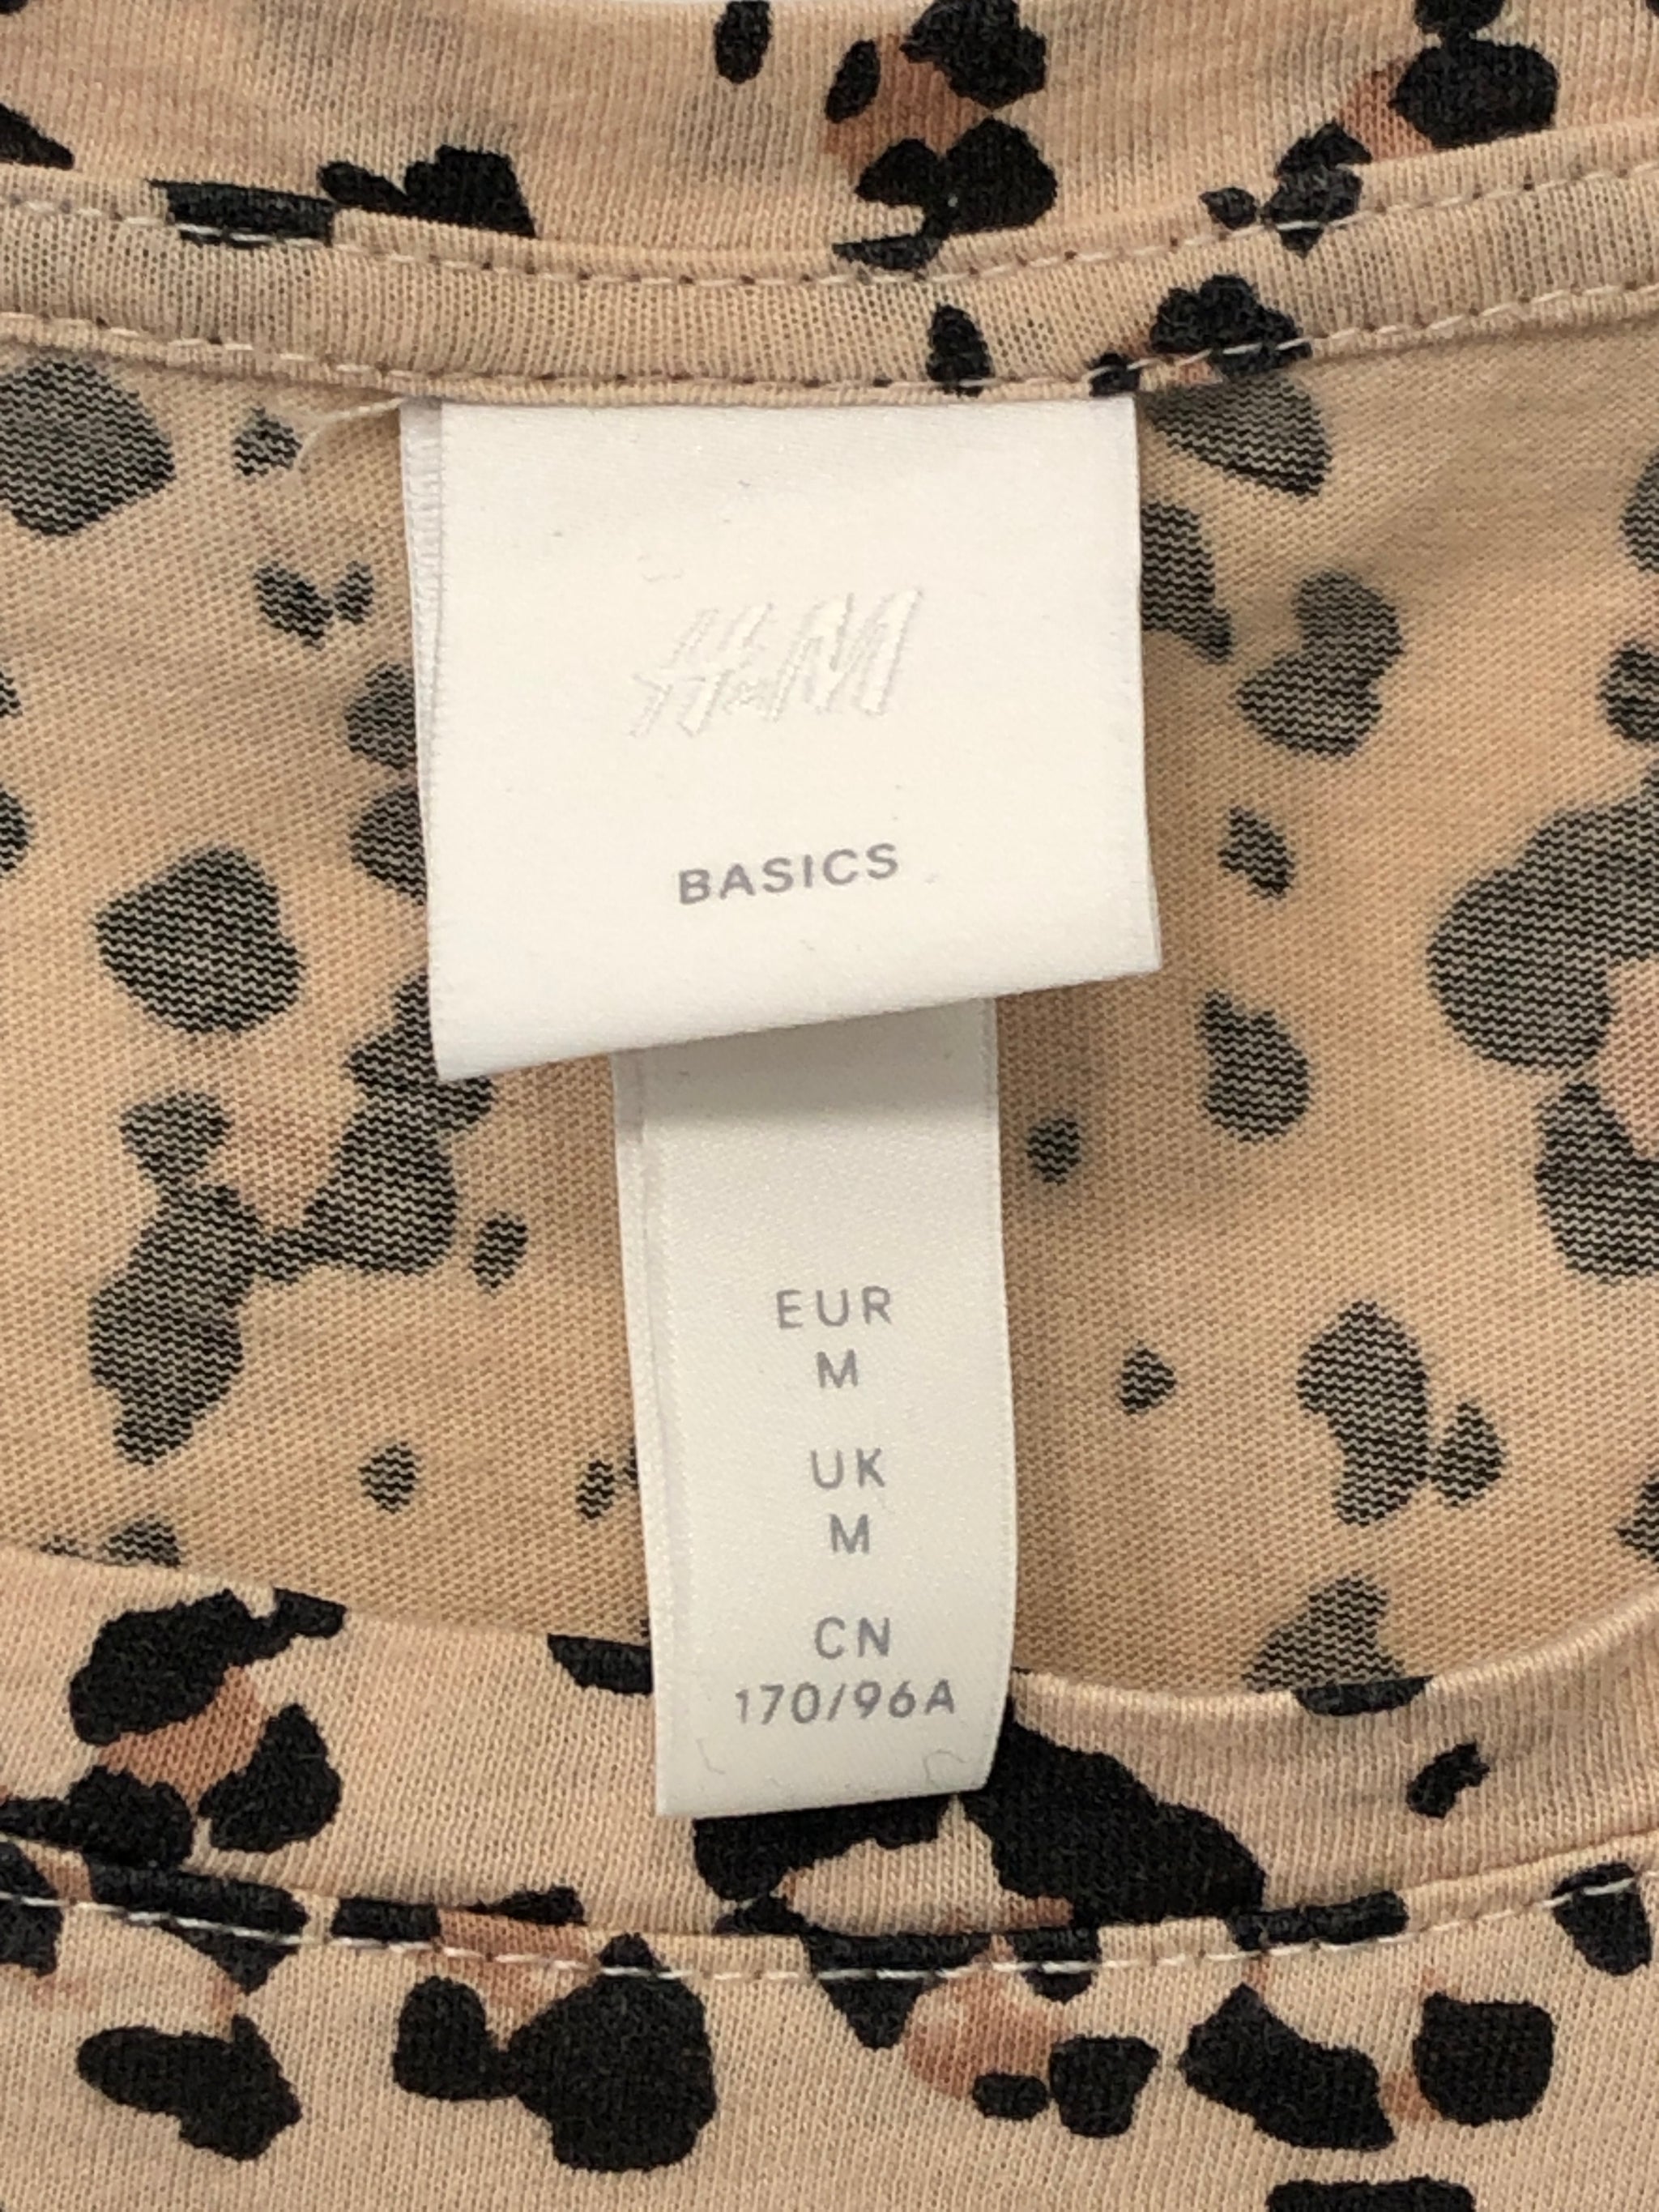 H&M
BASICS
EUR
M
UK
M
CN
170/96A